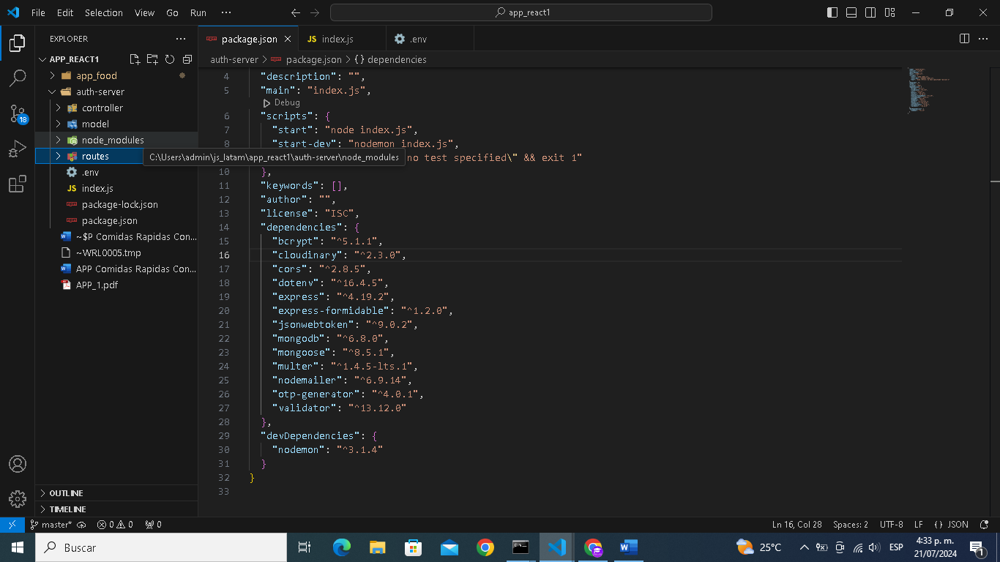 File Edit Selection View Go Run ···
app_react1
EXPLORER
APP_REACT1
app_food
auth-server
controller
model
node_modules
routes
.env
JS index.js
package-lock.json
package.json
~$P Comidas Rapidas Con...
~WRL0005.tmp
APP Comidas Rapidas Con...
APP_1.pdf
OUTLINE
TIMELINE
18
C:\Users\admin\js_latam\app_react1\auth-server\node_modules
package.json
JS index.js
.env
auth-server > package.json > {} dependencies
4 "description": "",
5 "main": "index.js",
Debug
6 "scripts": {
7 "start": "node index.js",
8 "start-dev": "nodemon index.js",
no test specified\" && exit 1"
10 },
11 "keywords": [],
12 "author": "",
13 "license": "ISC",
14 "dependencies": {
15 "bcrypt": "^5.1.1",
16 "cloudinary": "^2.3.0",
17 "cors": "^2.8.5",
18 "dotenv": "^16.4.5",
19 "express": "^4.19.2",
20 "express-formidable": "^1.2.0",
21 "jsonwebtoken": "^9.0.2",
22 "mongodb": "^6.8.0",
23 "mongoose": "^8.5.1",
24 "multer": "^1.4.5-lts.1",
25 "nodemailer": "^6.9.14",
26 "otp-generator": "^4.0.1",
27 "validator": "^13.12.0"
28 },
29 "devDependencies": {
30 "nodemon": "^3.1.4"
31 }
32 }
33
master* 0 0 0
Ln 16, Col 28 Spaces: 2 UTF-8 LF {} JSON
Buscar
25°C
ESP
4:33 p. m.
21/07/2024
1